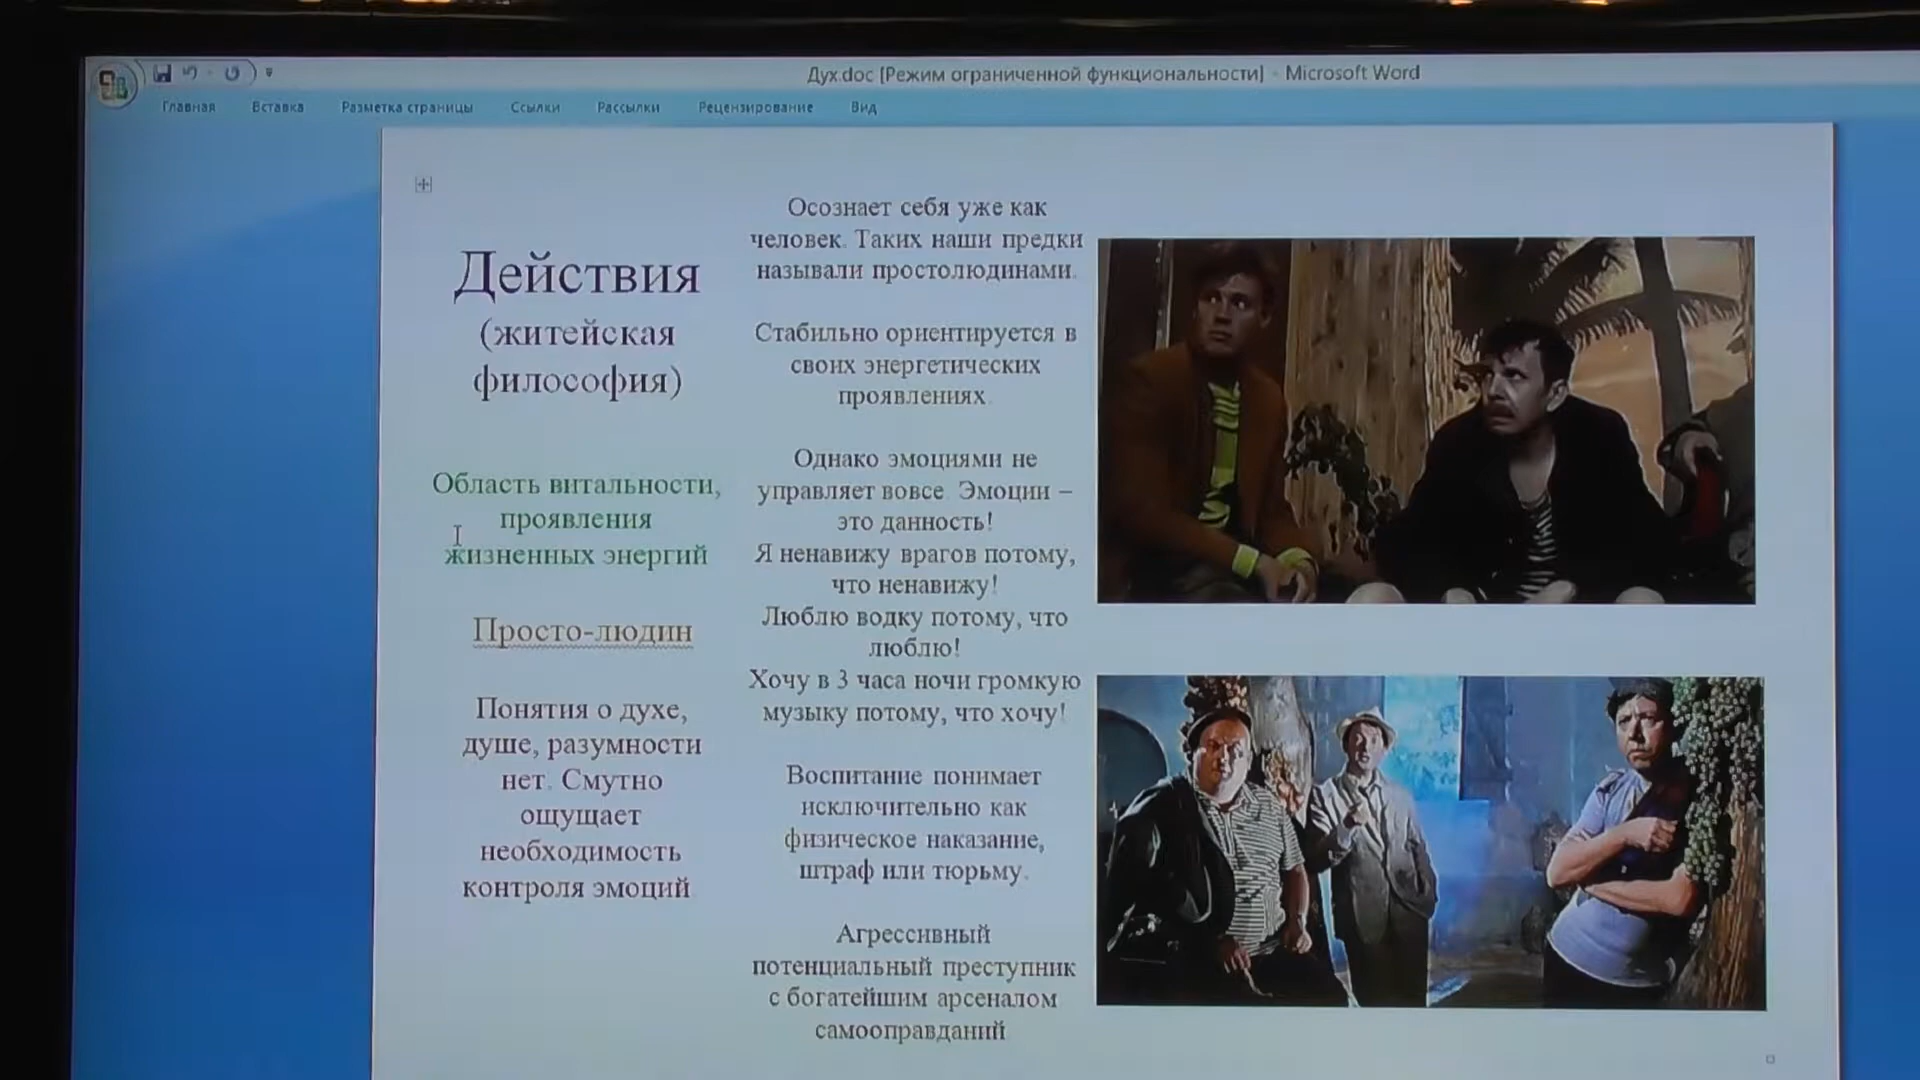 Дух.doc [Режим ограниченной функциональности] - Microsoft Word
Главная Вставка Разметка страницы Ссылки Рассылки Рецензирование Вид
Действия
(житейская
философия)
Область витальности,
проявления
жизненных энергий
Просто-людин
Понятия о духе,
душе, разумности
нет. Смутно
ощущает
необходимость
контроля эмоций
Осознает себя уже как
человек. Таких наши предки
называли простолюдинами.
Стабильно ориентируется в
своих энергетических
проявлениях.
Однако эмоциями не
управляет вовсе. Эмоции –
это данность!
Я ненавижу врагов потому,
что ненавижу!
Люблю водку потому, что
люблю!
Хочу в 3 часа ночи громкую
музыку потому, что хочу!
Воспитание понимает
исключительно как
физическое наказание,
штраф или тюрьму.
Агрессивный
потенциальный преступник
с богатейшим арсеналом
самооправданий